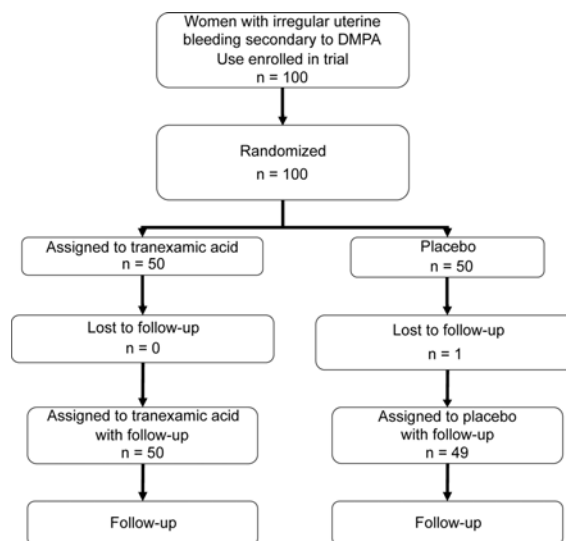 Women with irregular uterine
bleeding secondary to DMPA
Use enrolled in trial
n = 100
Randomized
n = 100
Assigned to tranexamic acid
n = 50
Placebo
n = 50
Lost to follow-up
n = 0
Lost to follow-up
n = 1
Assigned to tranexamic acid
with follow-up
n = 50
Assigned to placebo
with follow-up
n = 49
Follow-up
Follow-up